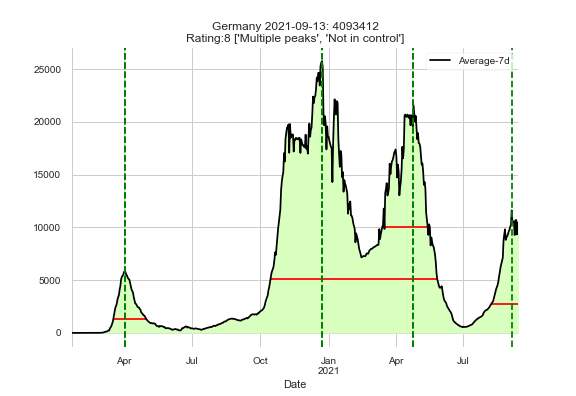 Germany 2021-09-13: 4093412
Rating:8 ['Multiple peaks', 'Not in control']
Average-7d
25000
20000
15000
10000
5000
0
Apr Jul Oct Jan Apr Jul
2021
Date